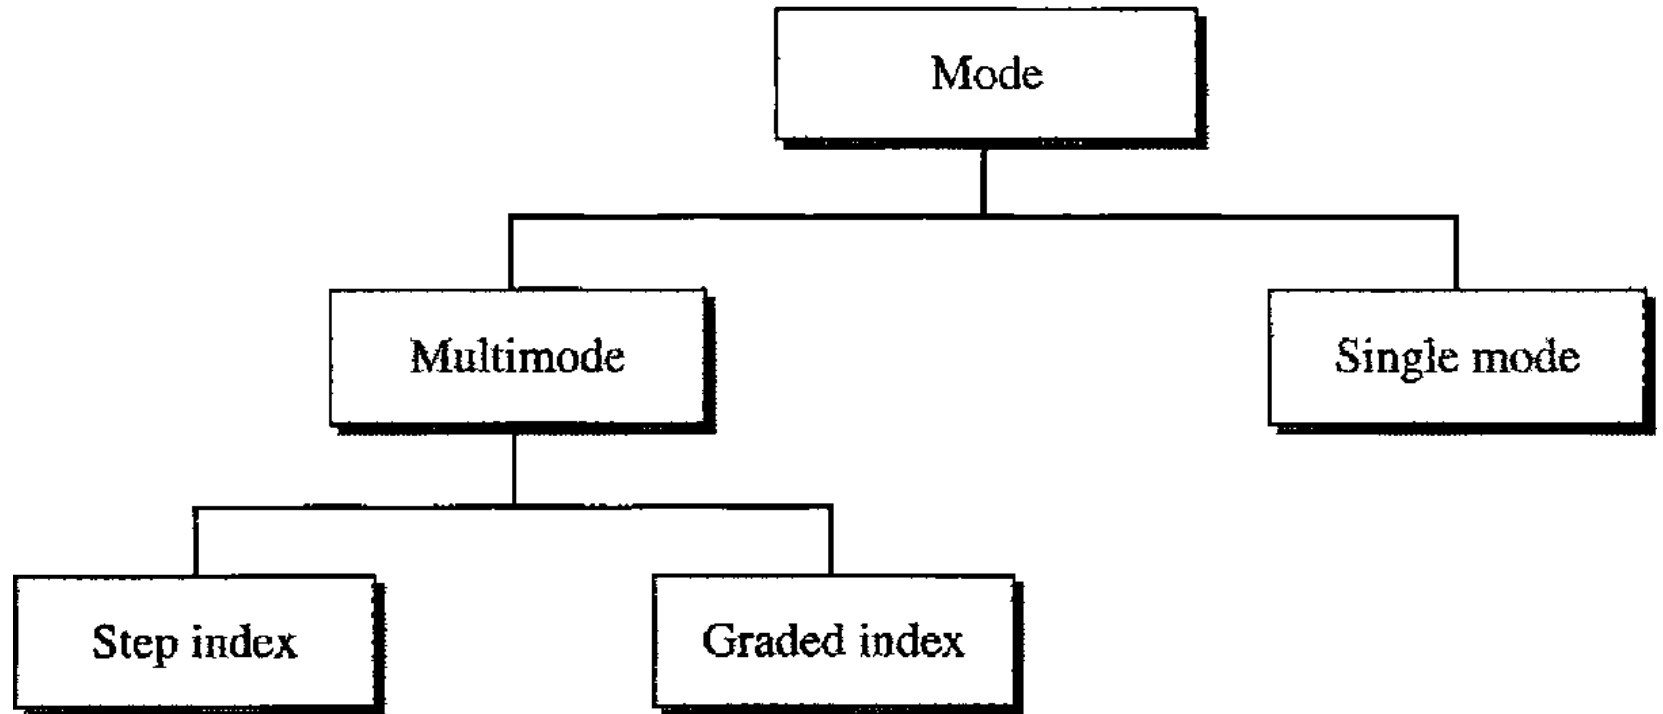 Mode
Multimode
Single mode
Step index
Graded index